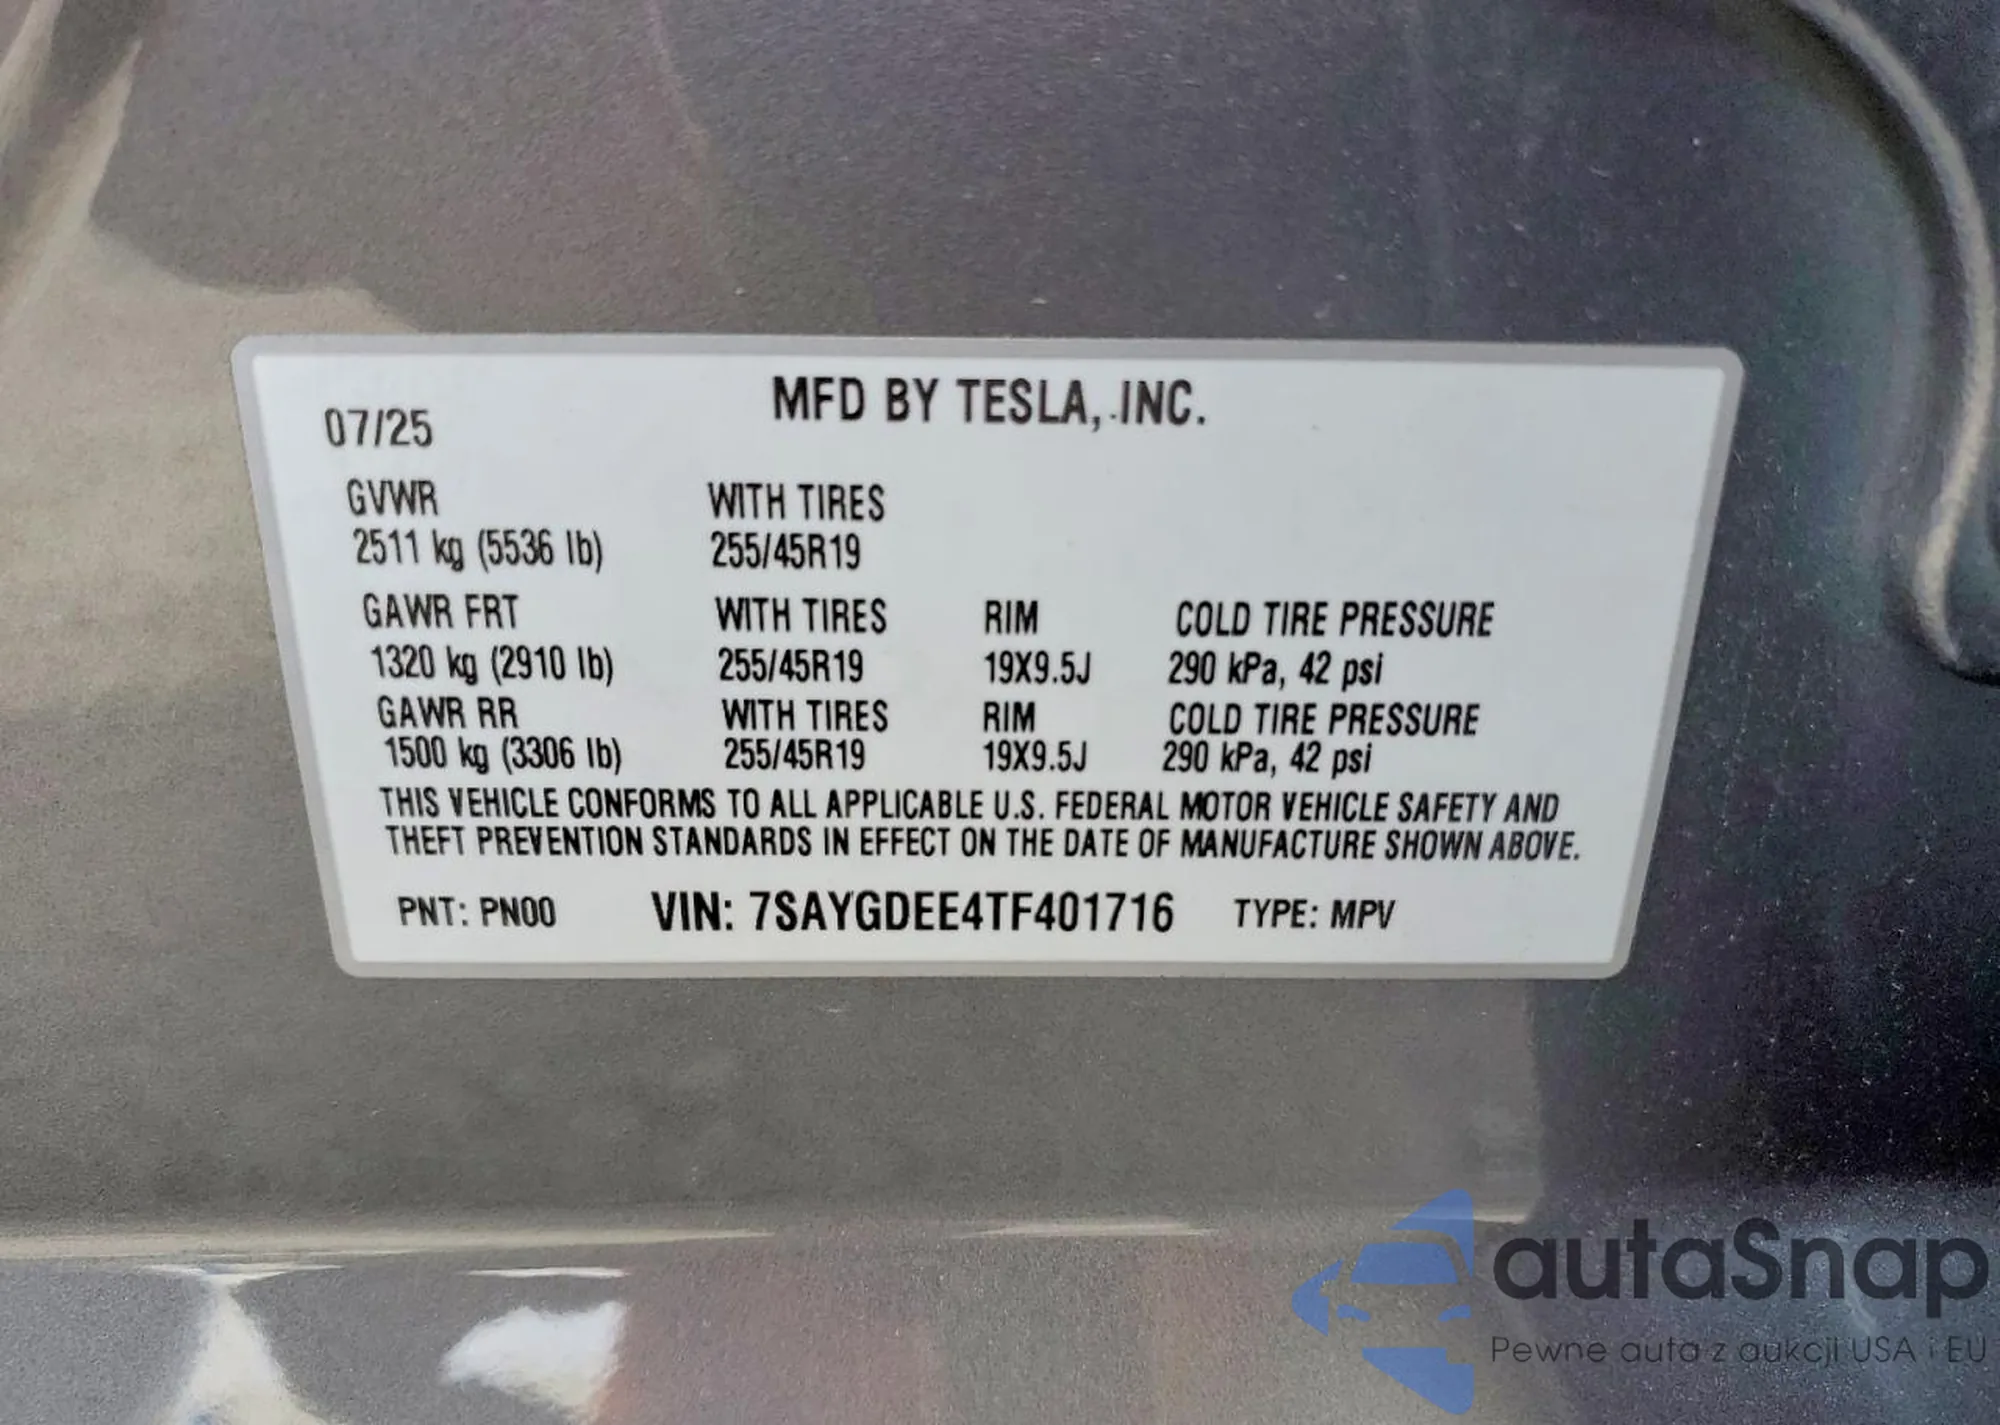 07/25
MFD BY TESLA, INC.
GVWR WITH TIRES
2511 kg (5536 lb) 255/45R19
GAWR FRT WITH TIRES RIM COLD TIRE PRESSURE
1320 kg (2910 lb) 255/45R19 19X9.5J 290 kPa, 42 psi
GAWR RR WITH TIRES RIM COLD TIRE PRESSURE
1500 kg (3306 lb) 255/45R19 19X9.5J 290 kPa, 42 psi
THIS VEHICLE CONFORMS TO ALL APPLICABLE U.S. FEDERAL MOTOR VEHICLE SAFETY AND
THEFT PREVENTION STANDARDS IN EFFECT ON THE DATE OF MANUFACTURE SHOWN ABOVE.
PNT: PN00 VIN: 7SAYGDEE4TF401716 TYPE: MPV
autaSnap
Pewne auta z aukcji USA i EU